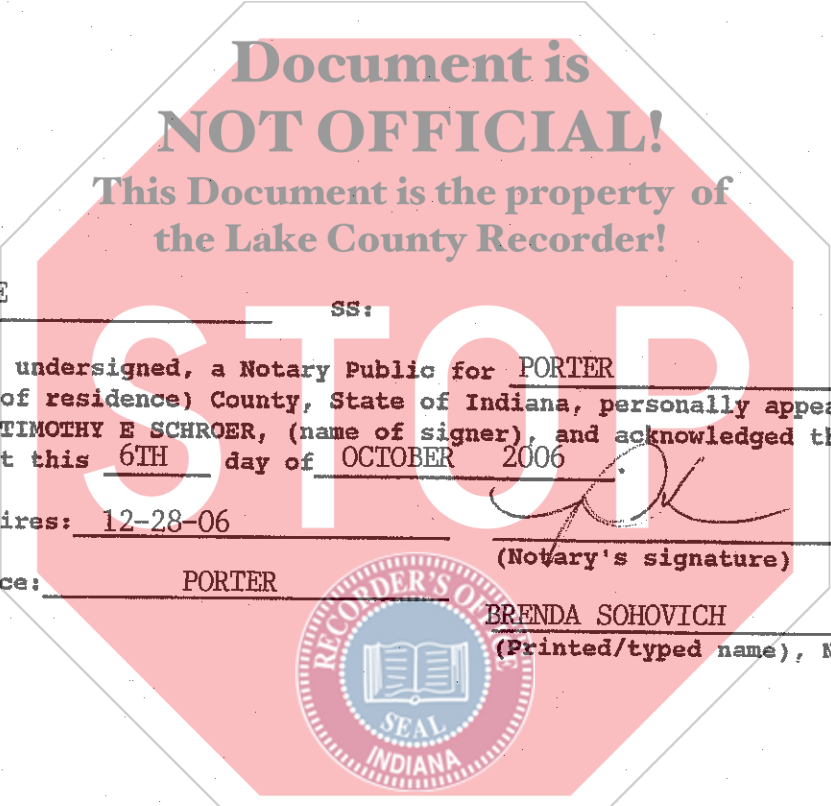 Document is
NOT OFFICIAL!
This Document is the property of
the Lake County Recorder!
E SS:
STOP
undersigned, a Notary Public for PORTER
of residence) County, State of Indiana, personally appea
TIMOTHY E SCHROER, (name of signer), and acknowledged th
t this 6TH day of OCTOBER 2006
ires: 12-28-06
(Notary's signature)
ce: PORTER
BRENDA SOHOVICH
(Printed/typed name), N
RECORDER'S OFFICE
SEAL
INDIANA